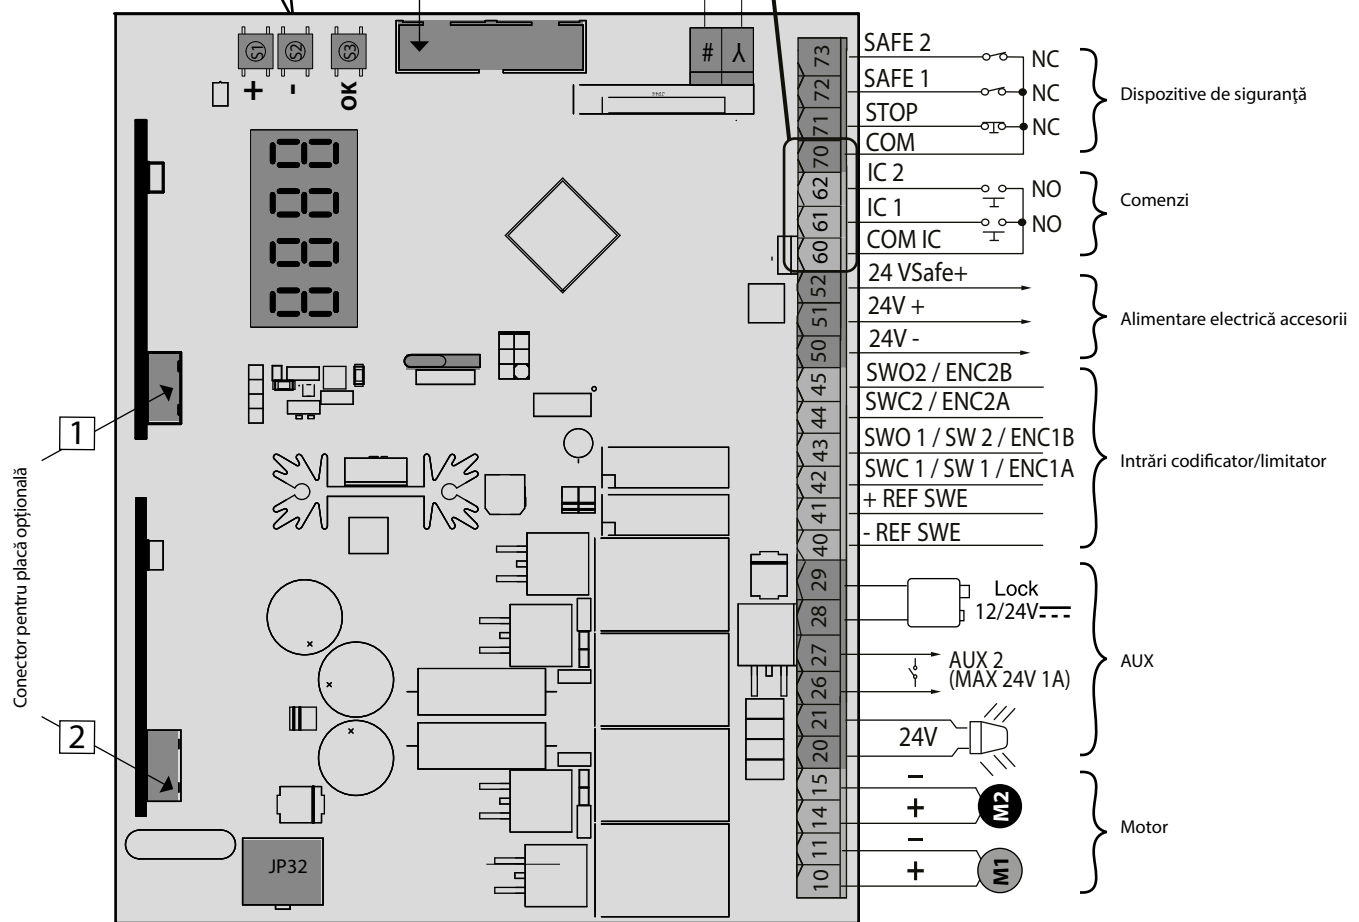 S1
S2
S3
+
-
OK
#
Y
73
SAFE 2
NC
72
SAFE 1
NC
71
STOP
NC
70
COM
Dispozitive de siguranță
62
IC 2
NO
61
IC 1
NO
60
COM IC
Comenzi
52
24 VSafe+
51
24V +
50
24V -
Alimentare electrică accesorii
45
SWO2 / ENC2B
44
SWC2 / ENC2A
43
SWO 1 / SW 2 / ENC1B
42
SWC 1 / SW 1 / ENC1A
41
+ REF SWE
40
- REF SWE
Intrări codificator/limitator
29
28
Lock
12/24V
27
26
AUX 2
(MAX 24V 1A)
21
20
24V
AUX
15
−
14
+
M2
11
−
10
+
M1
Motor
1
Conector pentru placă opțională
2
JP32